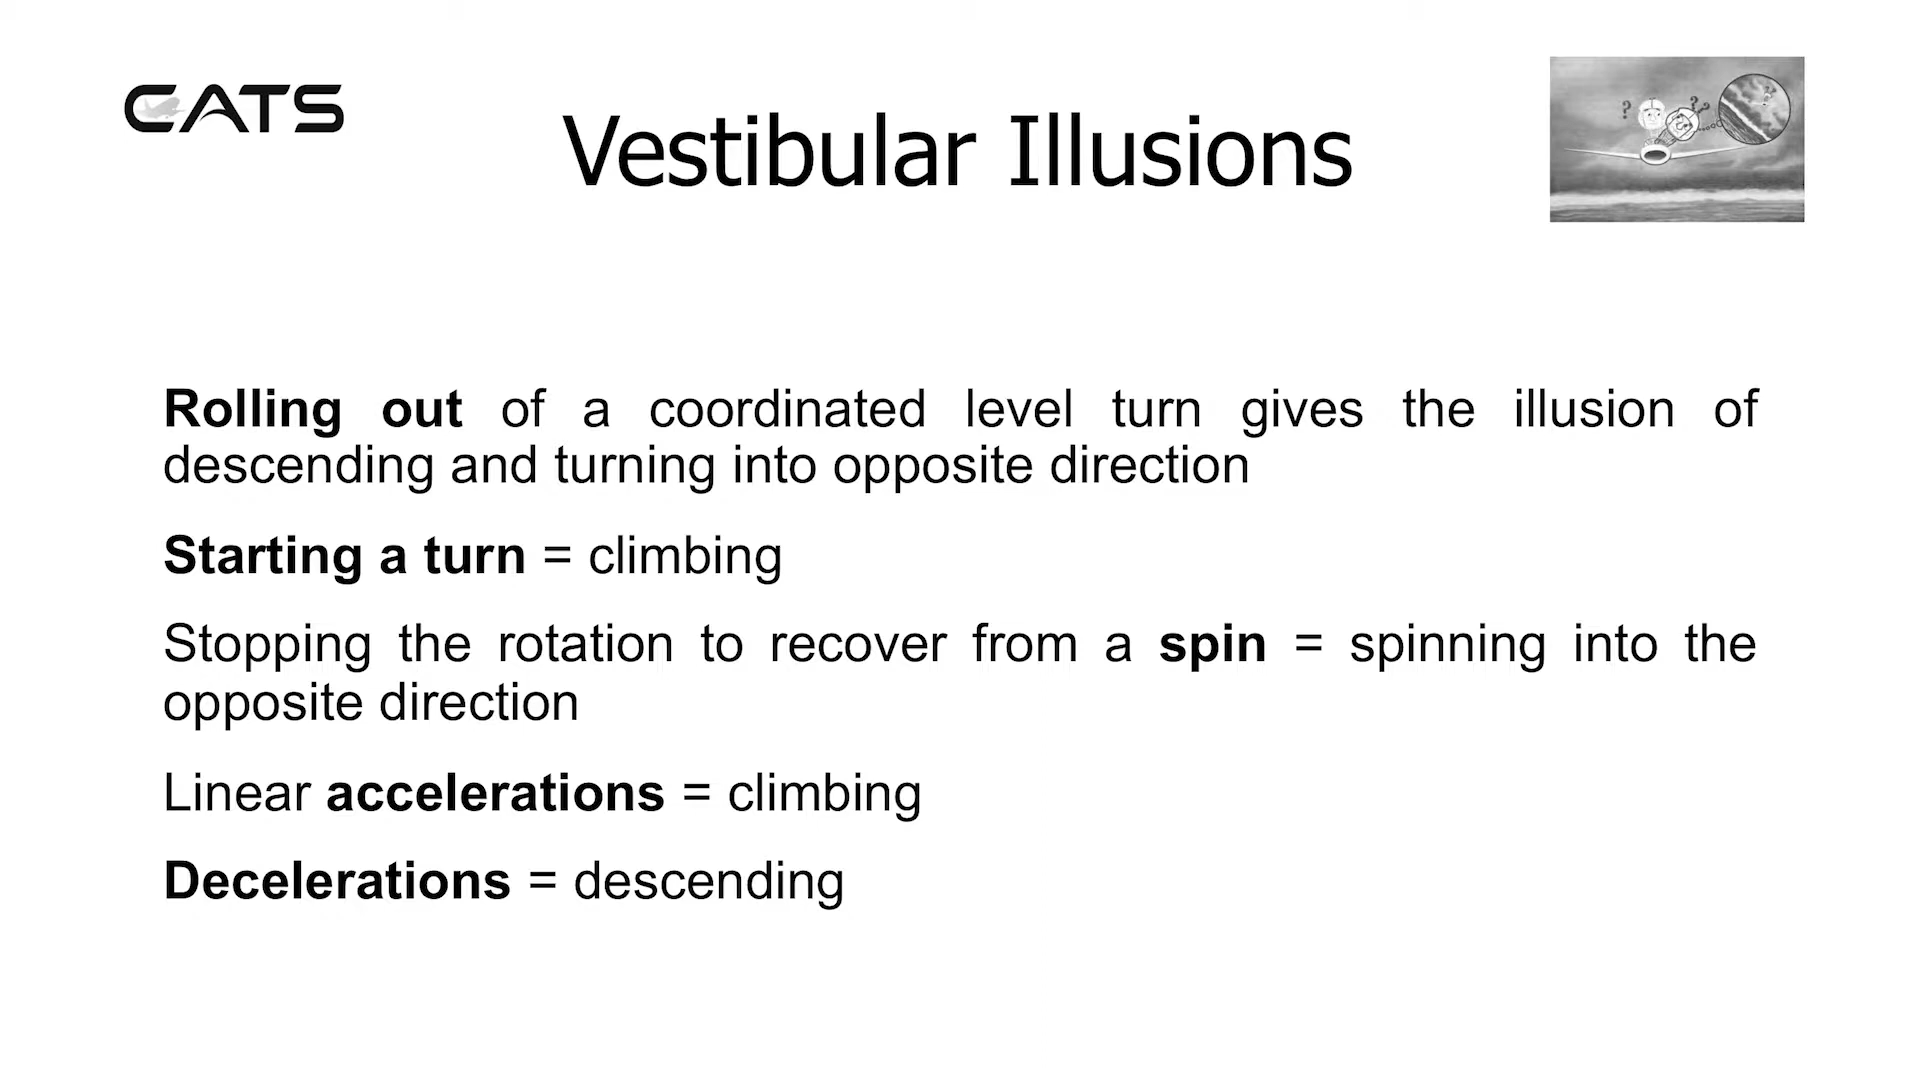 CATS
Vestibular Illusions
? ? ?
Rolling out of a coordinated level turn gives the illusion of
descending and turning into opposite direction
Starting a turn = climbing
Stopping the rotation to recover from a spin = spinning into the
opposite direction
Linear accelerations = climbing
Decelerations = descending